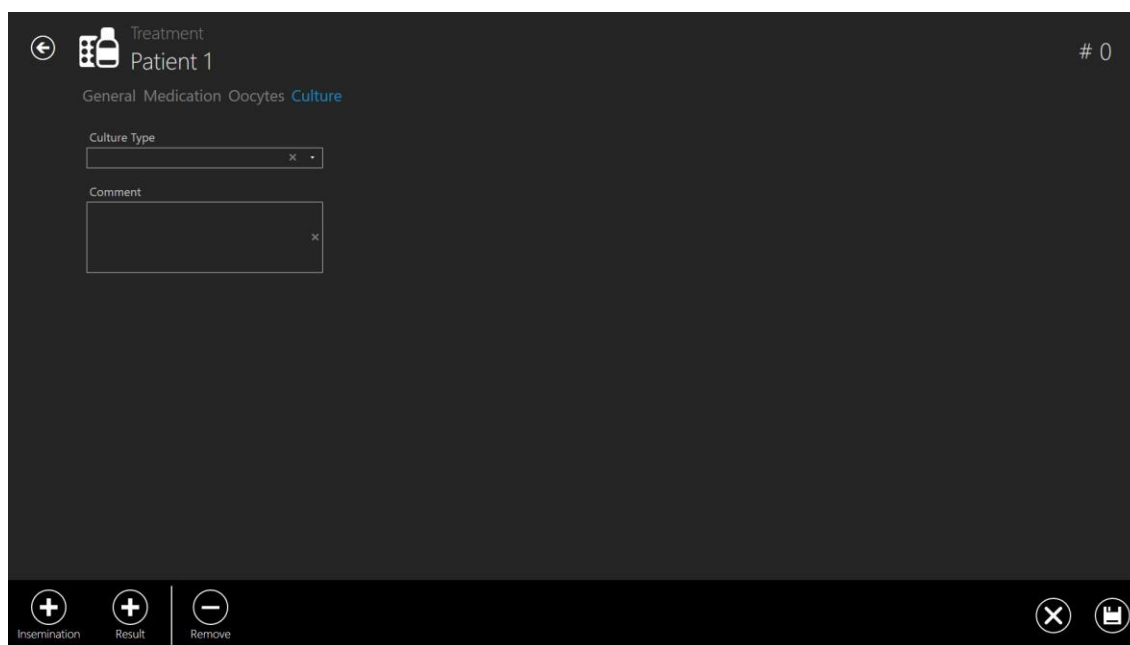 Treatment
Patient 1
# 0
General Medication Oocytes Culture
Culture Type
Comment
Insemination Result Remove